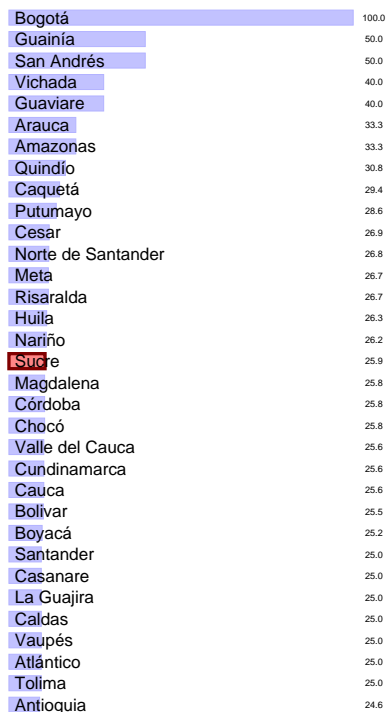 Bogotá 100.0
Guainía 50.0
San Andrés 50.0
Vichada 40.0
Guaviare 40.0
Arauca 33.3
Amazonas 33.3
Quindío 30.8
Caquetá 29.4
Putumayo 28.6
Cesar 26.9
Norte de Santander 26.8
Meta 26.7
Risaralda 26.7
Huila 26.3
Nariño 26.2
Sucre 25.9
Magdalena 25.8
Córdoba 25.8
Chocó 25.8
Valle del Cauca 25.6
Cundinamarca 25.6
Cauca 25.6
Bolivar 25.5
Boyacá 25.2
Santander 25.0
Casanare 25.0
La Guajira 25.0
Caldas 25.0
Vaupés 25.0
Atlántico 25.0
Tolima 25.0
Antioquia 24.6